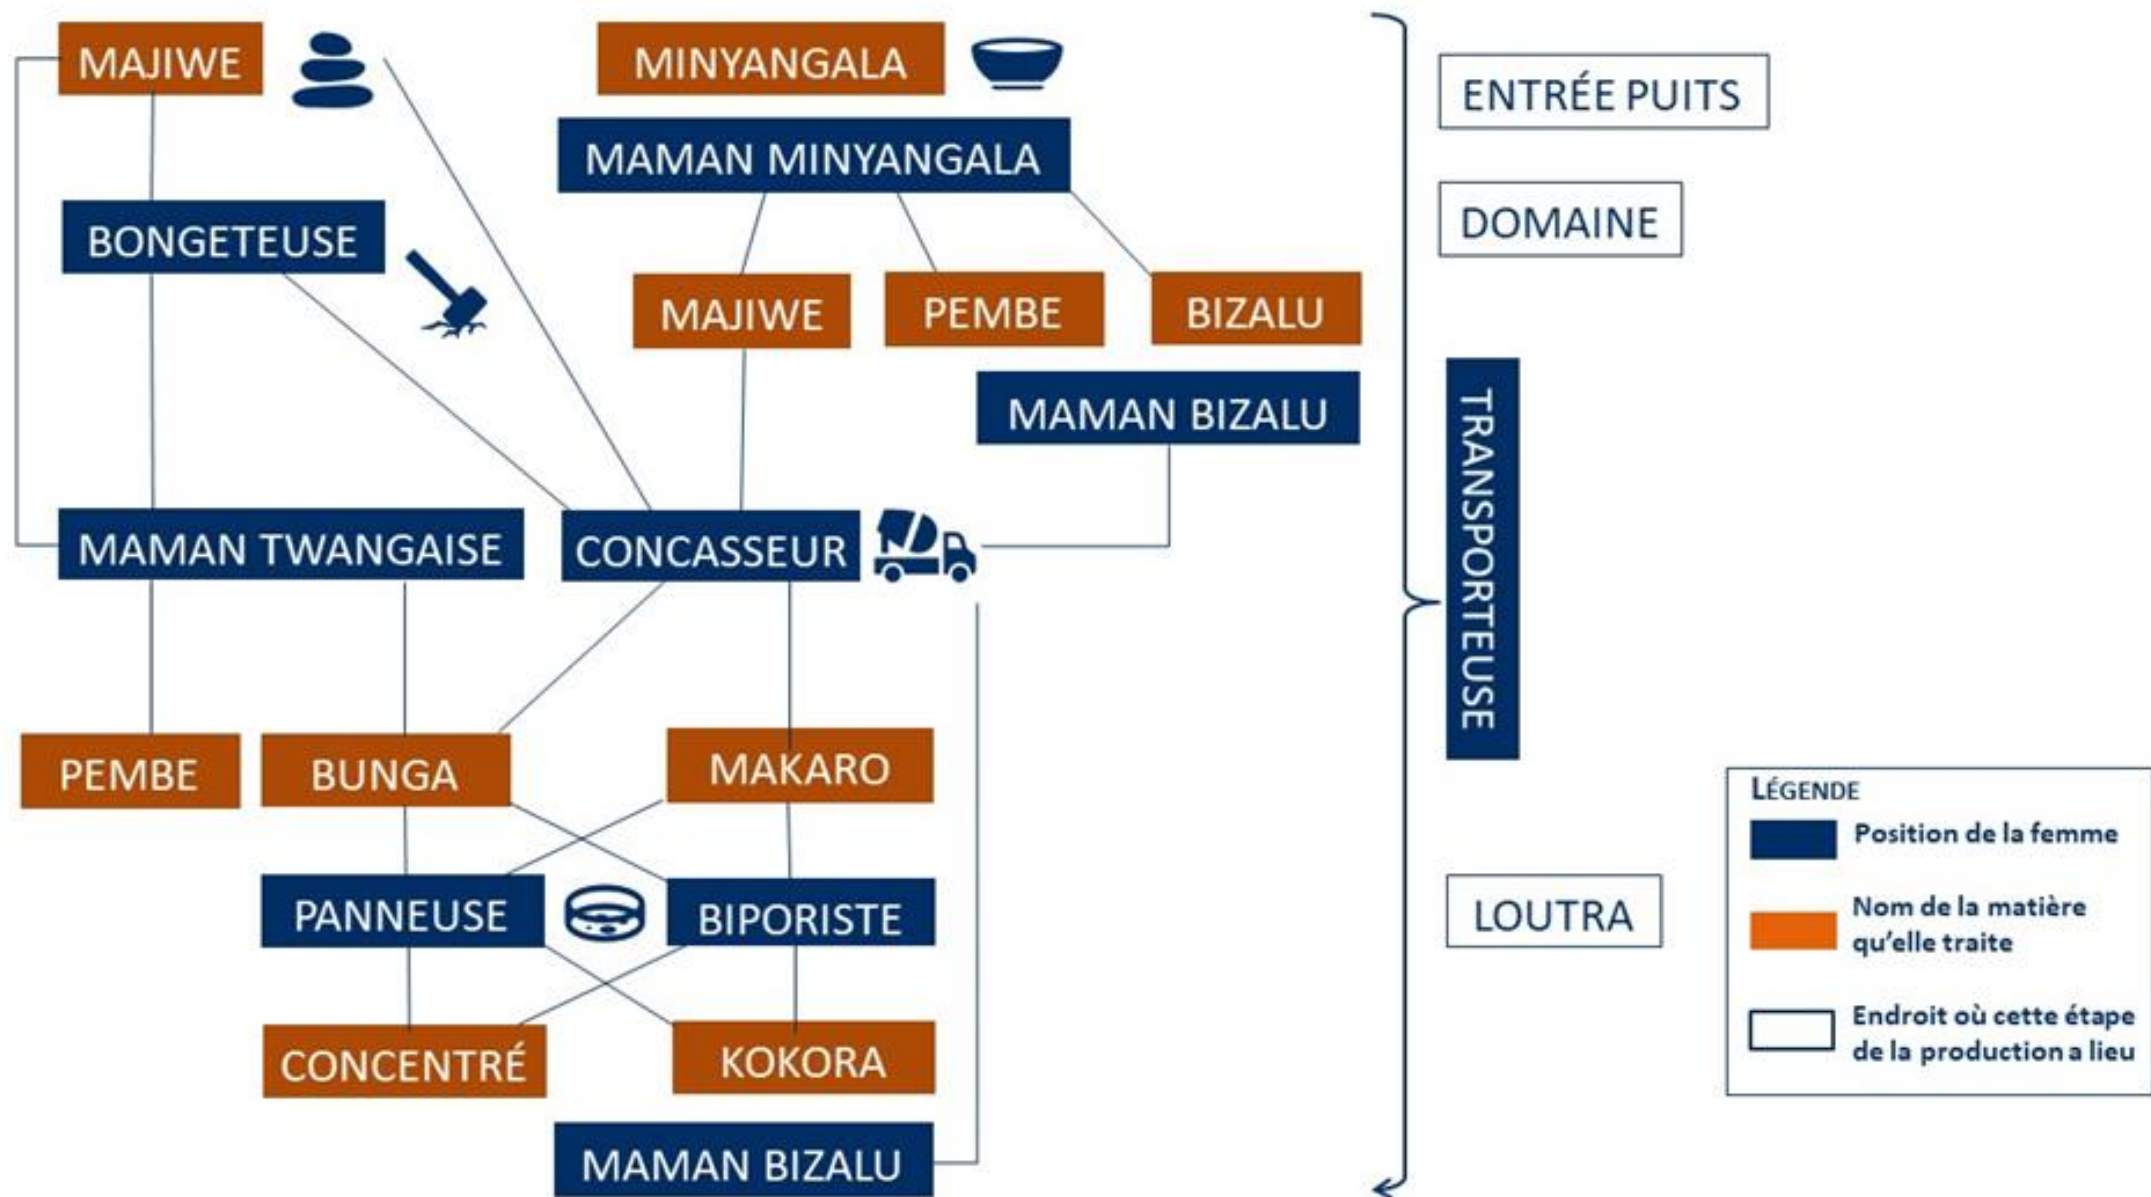 MAJIWE
MINYANGALA
ENTRÉE PUITS
MAMAN MINYANGALA
DOMAINE
BONGETEUSE
MAJIWE
PEMBE
BIZALU
MAMAN BIZALU
TRANSPORTEUSE
MAMAN TWANGAISE
CONCASSEUR
PEMBE
BUNGA
MAKARO
PANNEUSE
BIPORISTE
LOUTRA
CONCENTRÉ
KOKORA
MAMAN BIZALU
LÉGENDE
Position de la femme
Nom de la matière
qu'elle traite
Endroit où cette étape
de la production a lieu